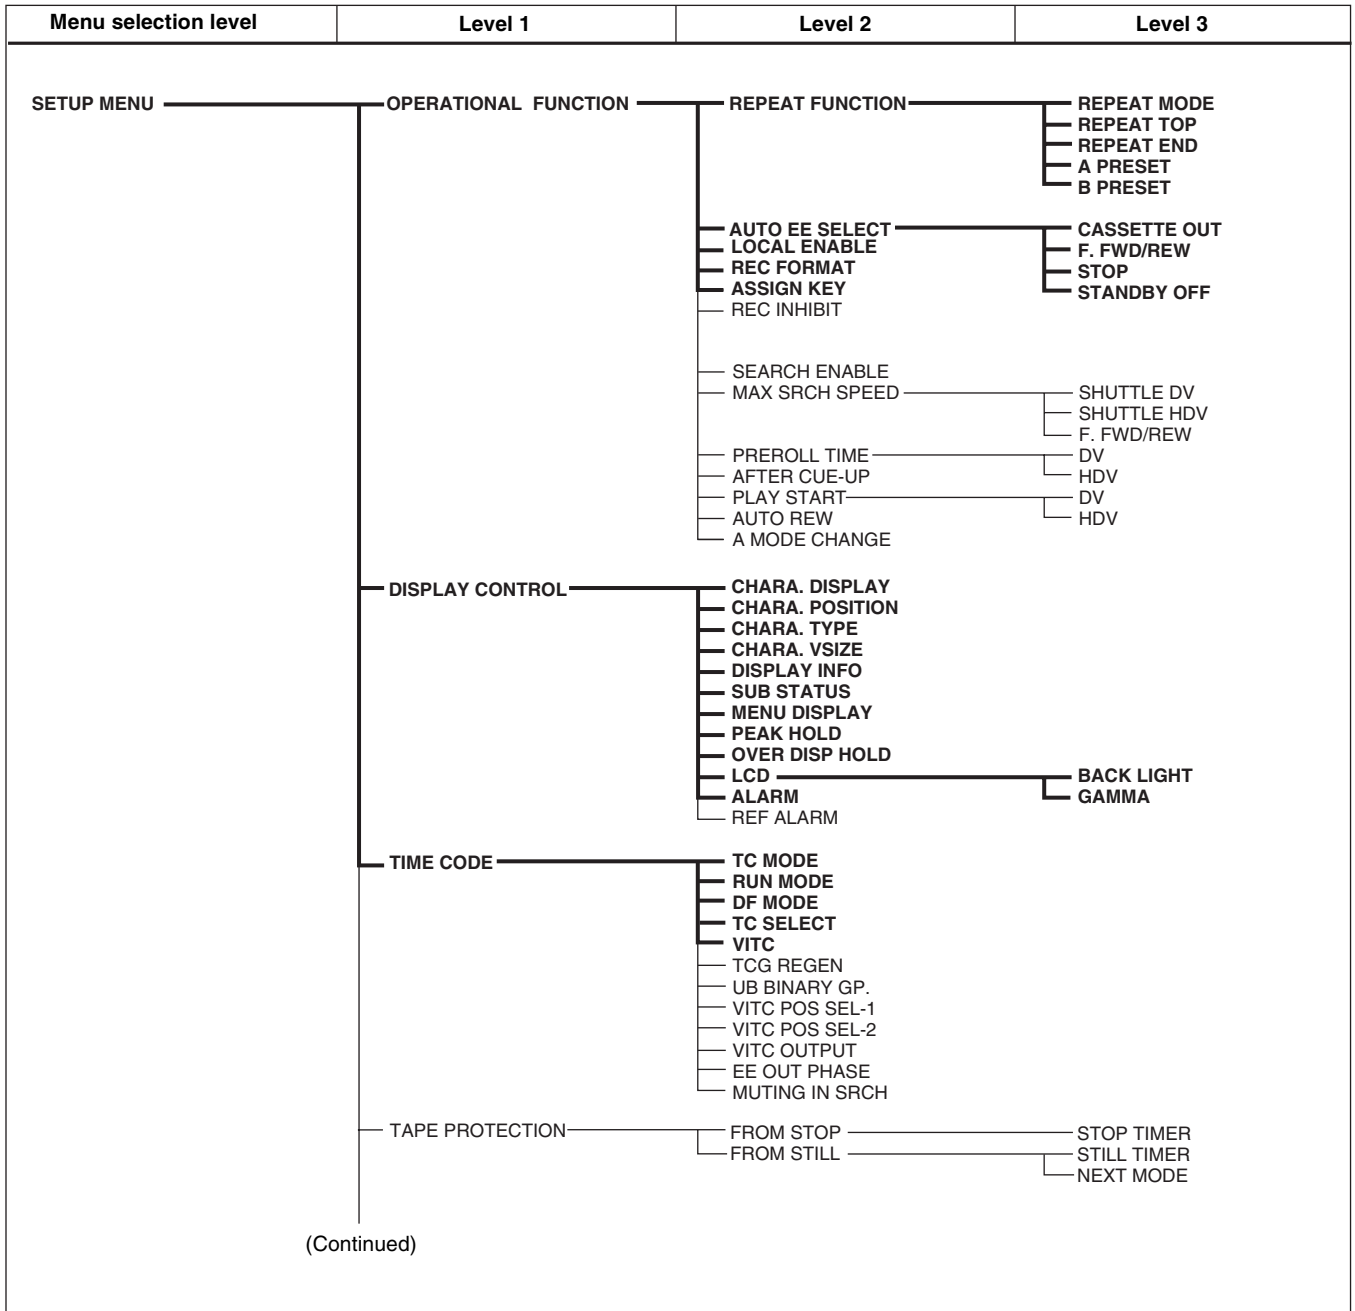 Menu selection level Level 1 Level 2 Level 3
SETUP MENU OPERATIONAL FUNCTION REPEAT FUNCTION REPEAT MODE
REPEAT TOP
REPEAT END
A PRESET
B PRESET
AUTO EE SELECT CASSETTE OUT
LOCAL ENABLE F. FWD/REW
REC FORMAT STOP
ASSIGN KEY STANDBY OFF
REC INHIBIT
SEARCH ENABLE
MAX SRCH SPEED SHUTTLE DV
SHUTTLE HDV
F. FWD/REW
PREROLL TIME DV
AFTER CUE-UP HDV
PLAY START DV
AUTO REW HDV
A MODE CHANGE
DISPLAY CONTROL CHARA. DISPLAY
CHARA. POSITION
CHARA. TYPE
CHARA. VSIZE
DISPLAY INFO
SUB STATUS
MENU DISPLAY
PEAK HOLD
OVER DISP HOLD
LCD BACK LIGHT
ALARM GAMMA
REF ALARM
TIME CODE TC MODE
RUN MODE
DF MODE
TC SELECT
VITC
TCG REGEN
UB BINARY GP.
VITC POS SEL-1
VITC POS SEL-2
VITC OUTPUT
EE OUT PHASE
MUTING IN SRCH
TAPE PROTECTION FROM STOP STOP TIMER
FROM STILL STILL TIMER
NEXT MODE
(Continued)